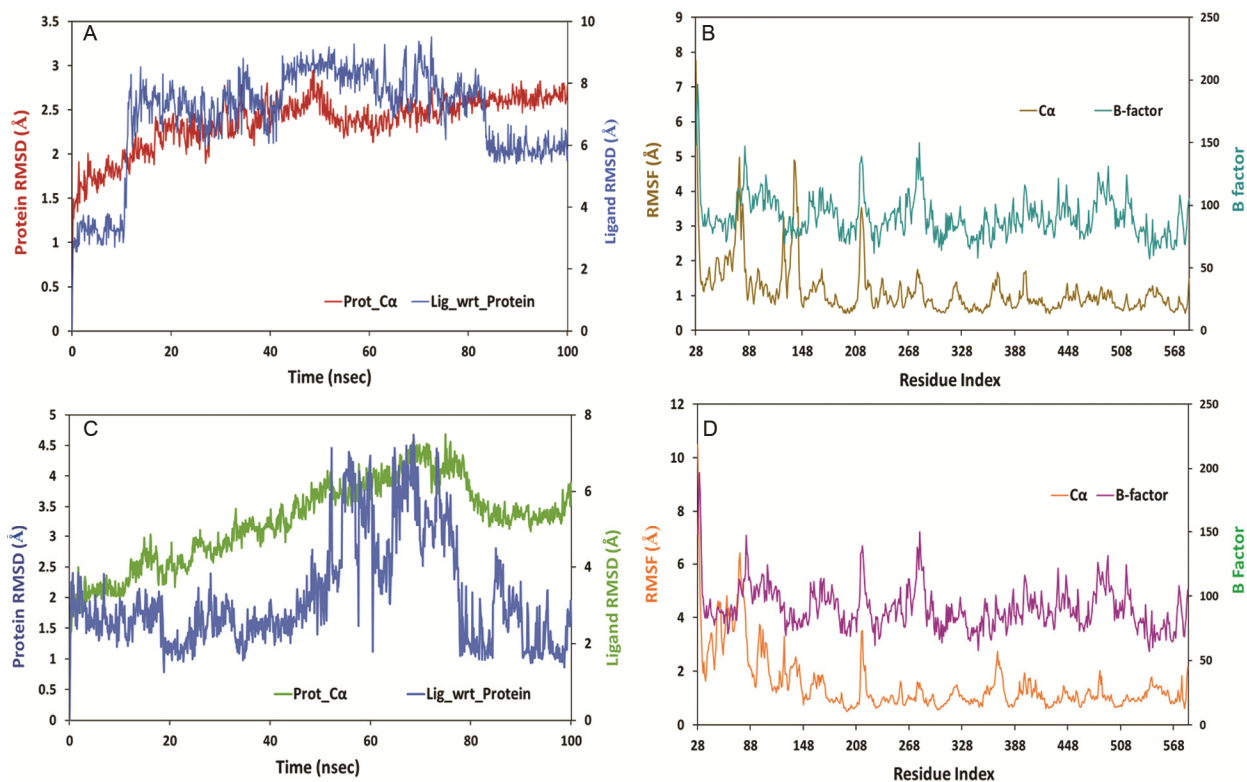 A
Protein RMSD (Å)
3.5
3
2.5
2
1.5
1
0.5
0
10
8
6
4
2
0
Ligand RMSD (Å)
Prot_Cα
Lig_wrt_Protein
0 20 40 60 80 100
Time (nsec)
B
RMSF (Å)
9
8
7
6
5
4
3
2
1
0
250
200
150
100
50
0
B factor
Cα
B-factor
28 88 148 208 268 328 388 448 508 568
Residue Index
C
Protein RMSD (Å)
5
4.5
4
3.5
3
2.5
2
1.5
1
0.5
0
8
6
4
2
0
Ligand RMSD (Å)
Prot_Cα
Lig_wrt_Protein
0 20 40 60 80 100
Time (nsec)
D
RMSF (Å)
12
10
8
6
4
2
0
250
200
150
100
50
0
B Factor
Cα
B-factor
28 88 148 208 268 328 388 448 508 568
Residue Index